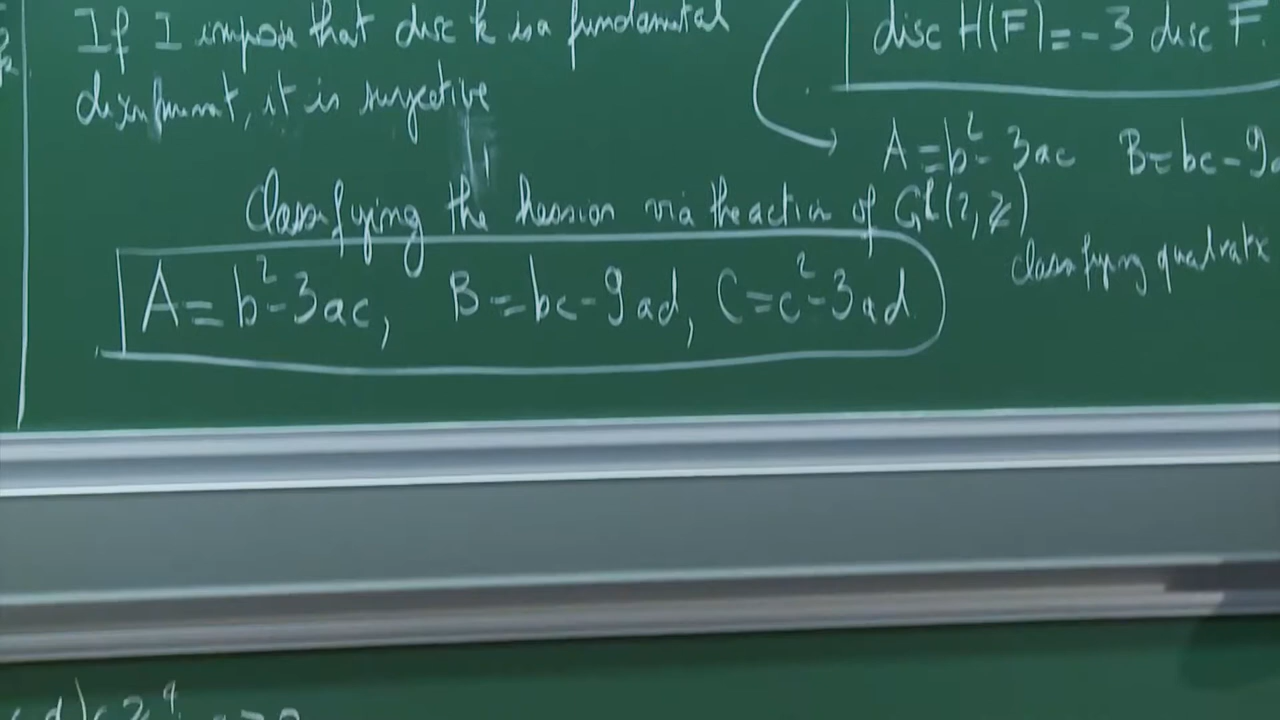 If I impose that disc k is a fundamental
discriminant, it is surjective
disc H(F) = -3 disc F.
A = b² - 3ac B = bc - 9a
Classifying the hessian via the action of Gl(2, Z)
classifying quadratic
A = b² - 3ac, B = bc - 9ad, C = c² - 3ad